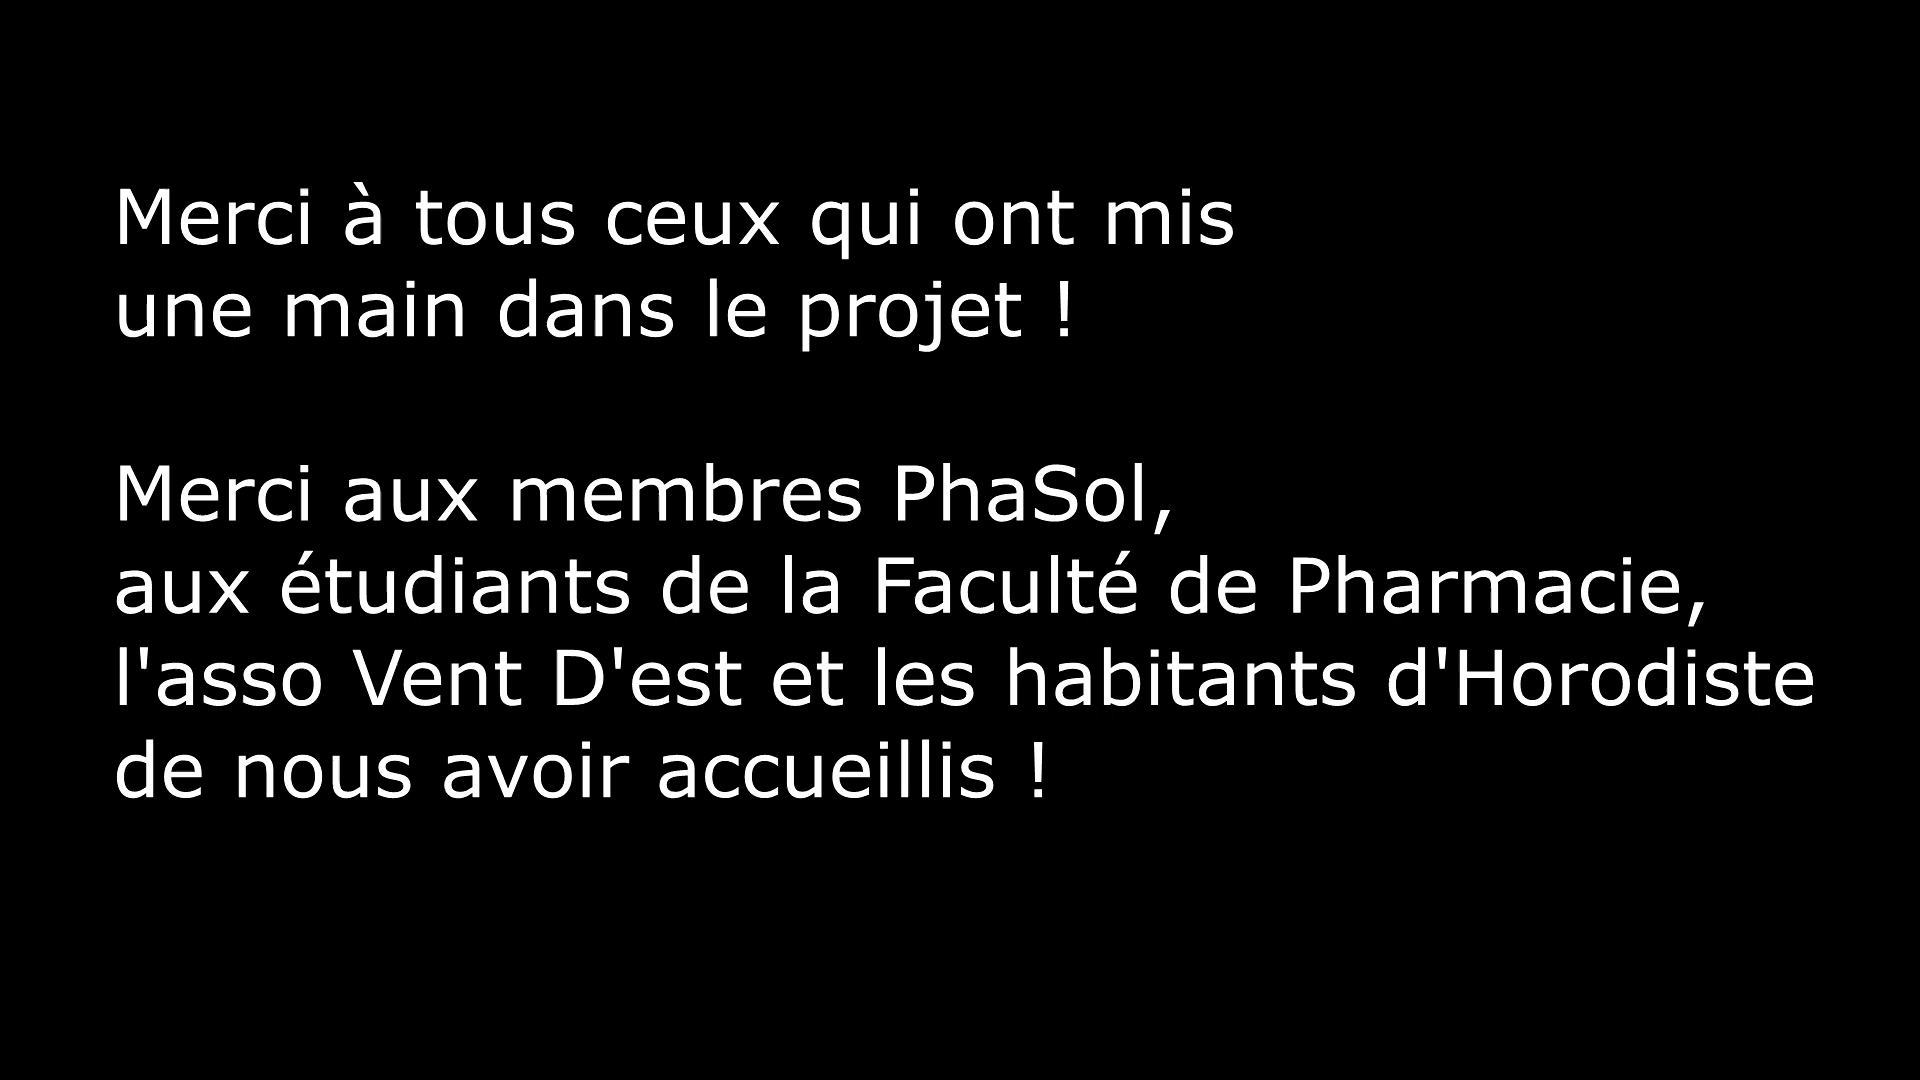 Merci à tous ceux qui ont mis
une main dans le projet !
Merci aux membres PhaSol,
aux étudiants de la Faculté de Pharmacie,
l'asso Vent D'est et les habitants d'Horodiste
de nous avoir accueillis !